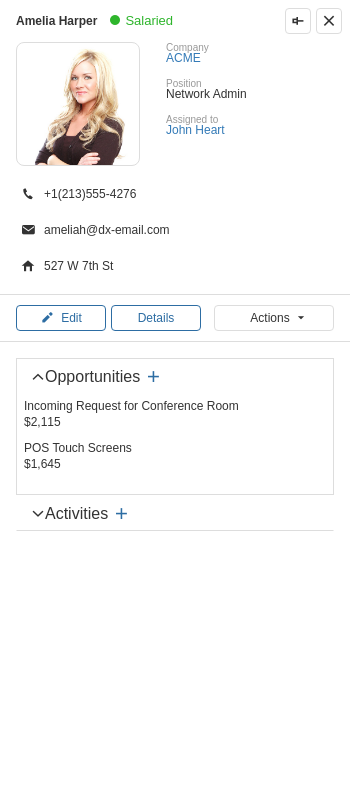 Amelia Harper Salaried
Company
ACME
Position
Network Admin
Assigned to
John Heart
+1(213)555-4276
ameliah@dx-email.com
527 W 7th St
Edit Details Actions
Opportunities
Incoming Request for Conference Room
$2,115
POS Touch Screens
$1,645
Activities